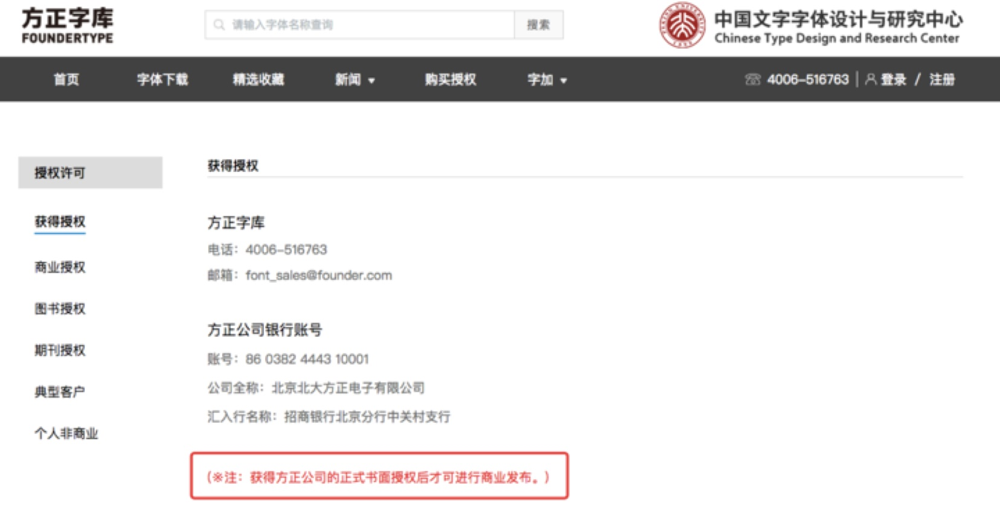 方正字库
FOUNDERTYPE
请输入字体名称查询
搜索
中国文字字体设计与研究中心
Chinese Type Design and Research Center
首页 字体下载 精选收藏 新闻 购买授权 字加 4006-516763 | 登录 / 注册
授权许可
获得授权
商业授权
图书授权
期刊授权
典型客户
个人非商业
获得授权
方正字库
电话：4006-516763
邮箱：font_sales@founder.com
方正公司银行账号
账号：86 0382 4443 10001
公司全称：北京北大方正电子有限公司
汇入行名称：招商银行北京分行中关村支行
（※注：获得方正公司的正式书面授权后才可进行商业发布。）